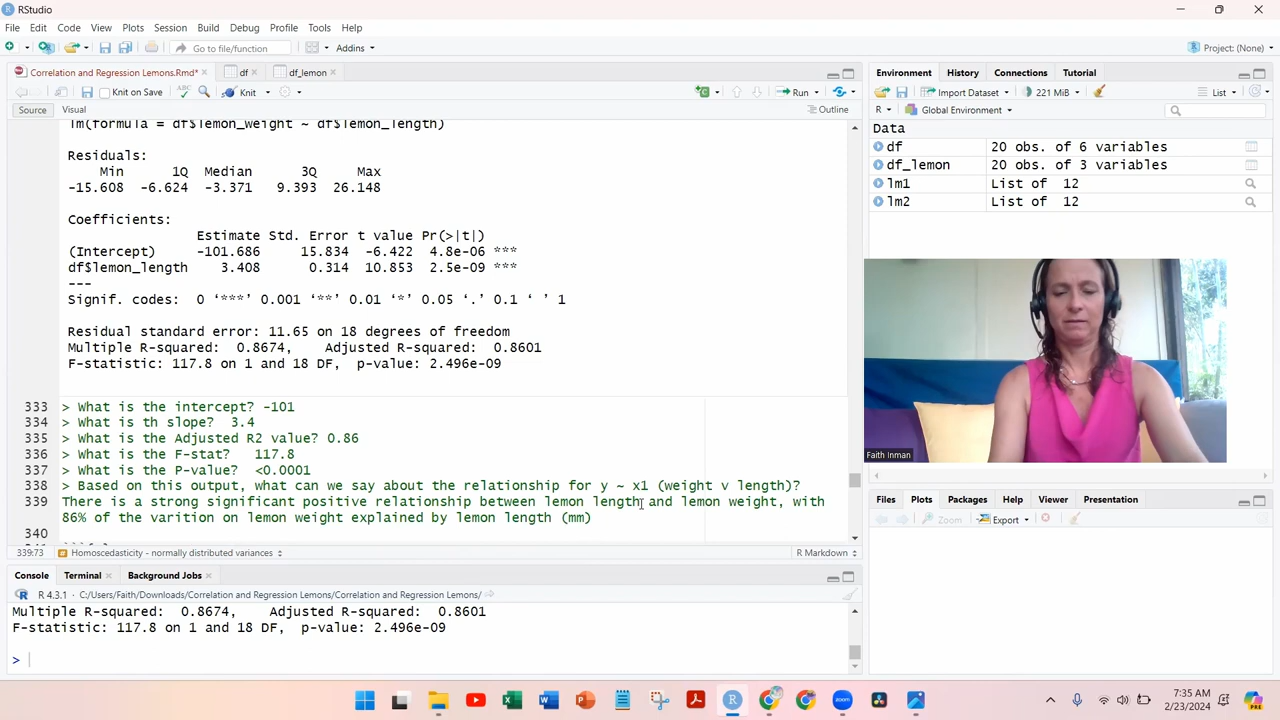 RStudio
File Edit Code View Plots Session Build Debug Profile Tools Help
Go to file/function Addins Project: (None)
Correlation and Regression Lemons.Rmd* df df_lemon
Knit on Save Knit Run
Source Visual Outline
lm(formula = df$lemon_weight ~ df$lemon_length)
Residuals:
Min 1Q Median 3Q Max
-15.608 -6.624 -3.371 9.393 26.148
Coefficients:
Estimate Std. Error t value Pr(>|t|)
(Intercept) -101.686 15.834 -6.422 4.8e-06 ***
df$lemon_length 3.408 0.314 10.853 2.5e-09 ***
---
Signif. codes: 0 ‘***’ 0.001 ‘**’ 0.01 ‘*’ 0.05 ‘.’ 0.1 ‘ ’ 1
Residual standard error: 11.65 on 18 degrees of freedom
Multiple R-squared: 0.8674, Adjusted R-squared: 0.8601
F-statistic: 117.8 on 1 and 18 DF, p-value: 2.496e-09
333 > What is the intercept? -101
334 > What is th slope? 3.4
335 > What is the Adjusted R2 value? 0.86
336 > What is the F-stat? 117.8
337 > What is the P-value? <0.0001
338 > Based on this output, what can we say about the relationship for y ~ x1 (weight v length)?
339 There is a strong significant positive relationship between lemon length and lemon weight, with
86% of the varition on lemon weight explained by lemon length (mm)
340
339:73 Homoscedasticity - normally distributed variances R Markdown
Console Terminal Background Jobs
R 4.3.1 · C:/Users/Faith/Downloads/Correlation and Regression Lemons/Correlation and Regression Lemons/
Multiple R-squared: 0.8674, Adjusted R-squared: 0.8601
F-statistic: 117.8 on 1 and 18 DF, p-value: 2.496e-09
>
Environment History Connections Tutorial
Import Dataset 221 MiB List
R Global Environment
Data
df 20 obs. of 6 variables
df_lemon 20 obs. of 3 variables
lm1 List of 12
lm2 List of 12
Faith Inman
Files Plots Packages Help Viewer Presentation
Zoom Export
7:35 AM
2/23/2024